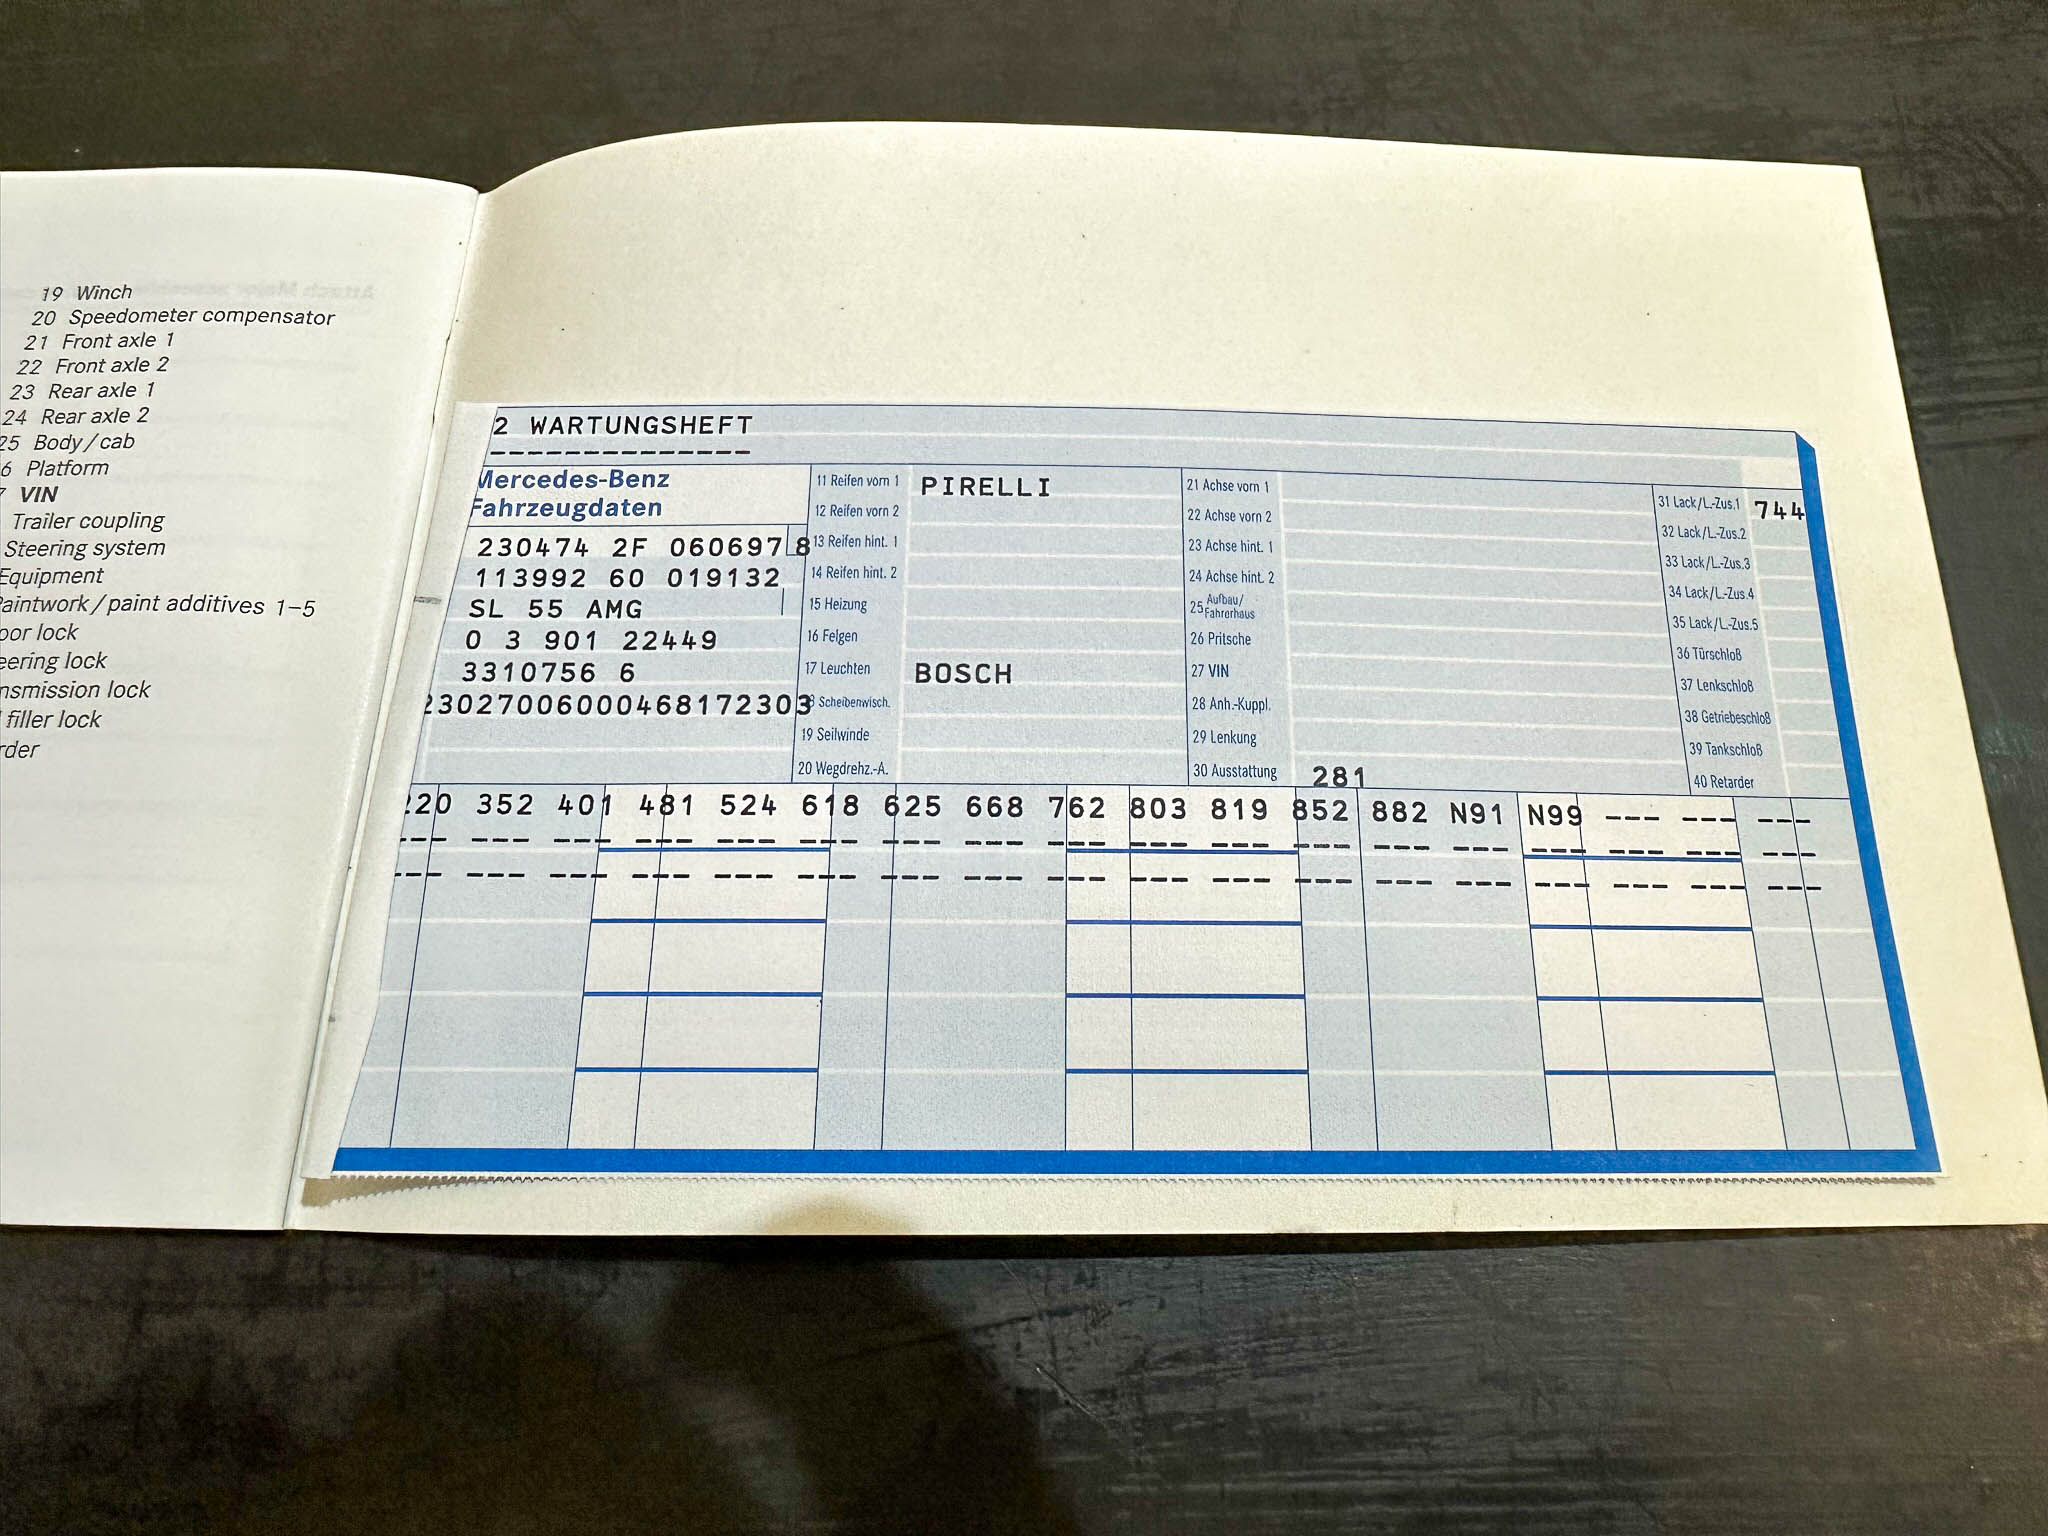 19 Winch
20 Speedometer compensator
21 Front axle 1
22 Front axle 2
23 Rear axle 1
24 Rear axle 2
25 Body/cab
6 Platform
VIN
Trailer coupling
Steering system
Equipment
aintwork/paint additives 1–5
oor lock
eering lock
nsmission lock
filler lock
rder
2 WARTUNGSHEFT
Mercedes-Benz
Fahrzeugdaten
230474 2F 060697 8
113992 60 019132
SL 55 AMG
0 3 901 22449
3310756 6
23027006000468172303
11 Reifen vorn 1 PIRELLI
12 Reifen vorn 2
13 Reifen hint. 1
14 Reifen hint. 2
15 Heizung
16 Felgen
17 Leuchten BOSCH
Scheibenwisch.
19 Seilwinde
20 Wegdrehz.-A.
21 Achse vorn 1
22 Achse vorn 2
23 Achse hint. 1
24 Achse hint. 2
25 Aufbau/
Fahrerhaus
26 Pritsche
27 VIN
28 Anh.-Kuppl.
29 Lenkung
30 Ausstattung 281
31 Lack/L.-Zus.1 744
32 Lack/L.-Zus.2
33 Lack/L.-Zus.3
34 Lack/L.-Zus.4
35 Lack/L.-Zus.5
36 Türschloß
37 Lenkschloß
38 Getriebeschloß
39 Tankschloß
40 Retarder
220 352 401 481 524 618 625 668 762 803 819 852 882 N91 N99 --- --- ---
--- --- --- --- --- --- --- --- --- --- --- --- --- --- --- --- --- ---
--- --- --- --- --- --- --- --- --- --- --- --- --- --- --- --- --- ---